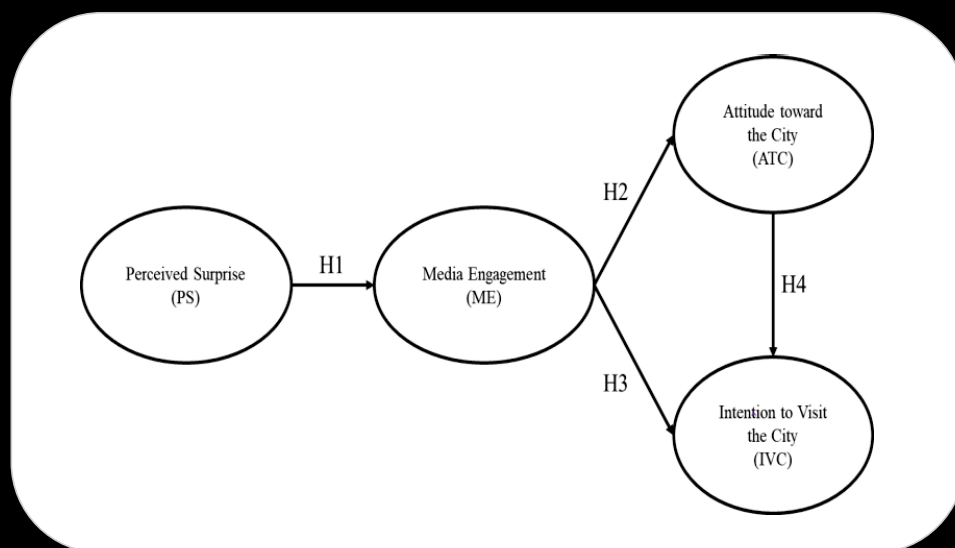 Attitude toward
the City
(ATC)
H2
H1
Perceived Surprise
(PS)
Media Engagement
(ME)
H4
H3
Intention to Visit
the City
(IVC)